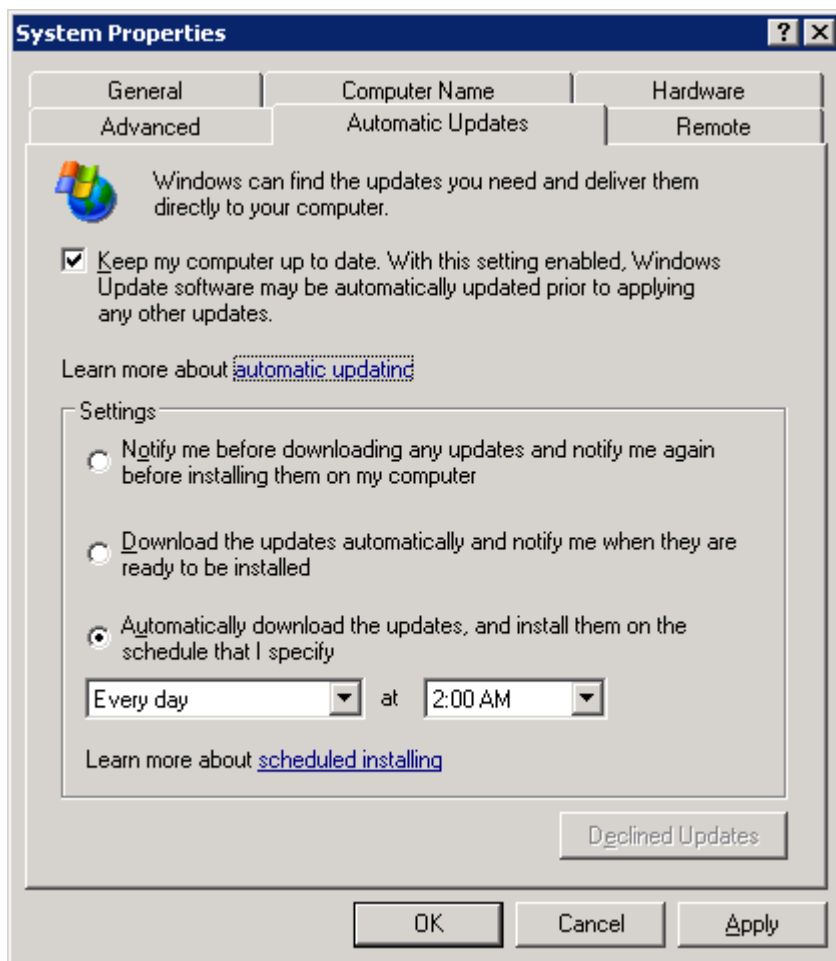 System Properties
General Computer Name Hardware
Advanced Automatic Updates Remote
Windows can find the updates you need and deliver them
directly to your computer.
Keep my computer up to date. With this setting enabled, Windows
Update software may be automatically updated prior to applying
any other updates.
Learn more about automatic updating
Settings
Notify me before downloading any updates and notify me again
before installing them on my computer
Download the updates automatically and notify me when they are
ready to be installed
Automatically download the updates, and install them on the
schedule that I specify
Every day at 2:00 AM
Learn more about scheduled installing
Declined Updates
OK Cancel Apply